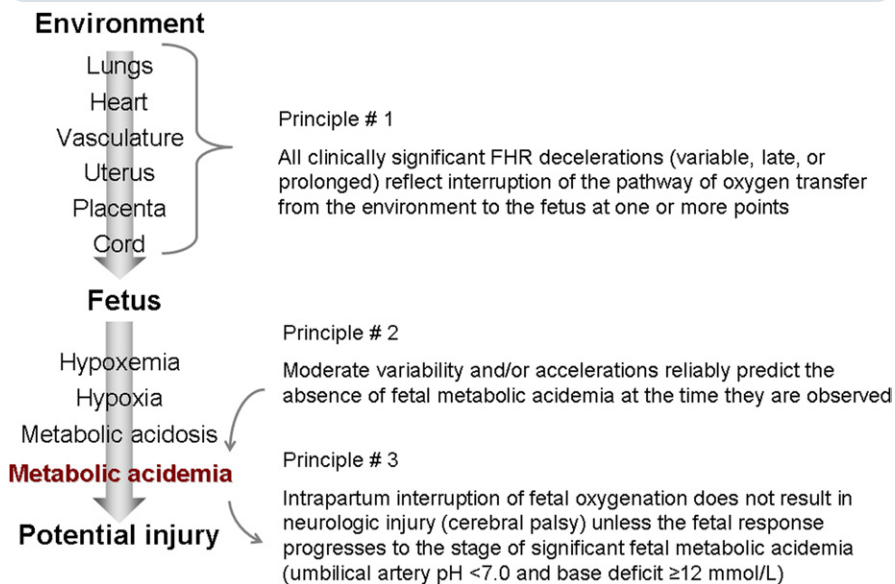 Environment
Lungs
Heart
Vasculature
Uterus
Placenta
Cord
Principle # 1
All clinically significant FHR decelerations (variable, late, or
prolonged) reflect interruption of the pathway of oxygen transfer
from the environment to the fetus at one or more points
Fetus
Hypoxemia
Hypoxia
Metabolic acidosis
Metabolic acidemia
Potential injury
Principle # 2
Moderate variability and/or accelerations reliably predict the
absence of fetal metabolic acidemia at the time they are observed
Principle # 3
Intrapartum interruption of fetal oxygenation does not result in
neurologic injury (cerebral palsy) unless the fetal response
progresses to the stage of significant fetal metabolic acidemia
(umbilical artery pH <7.0 and base deficit ≥12 mmol/L)